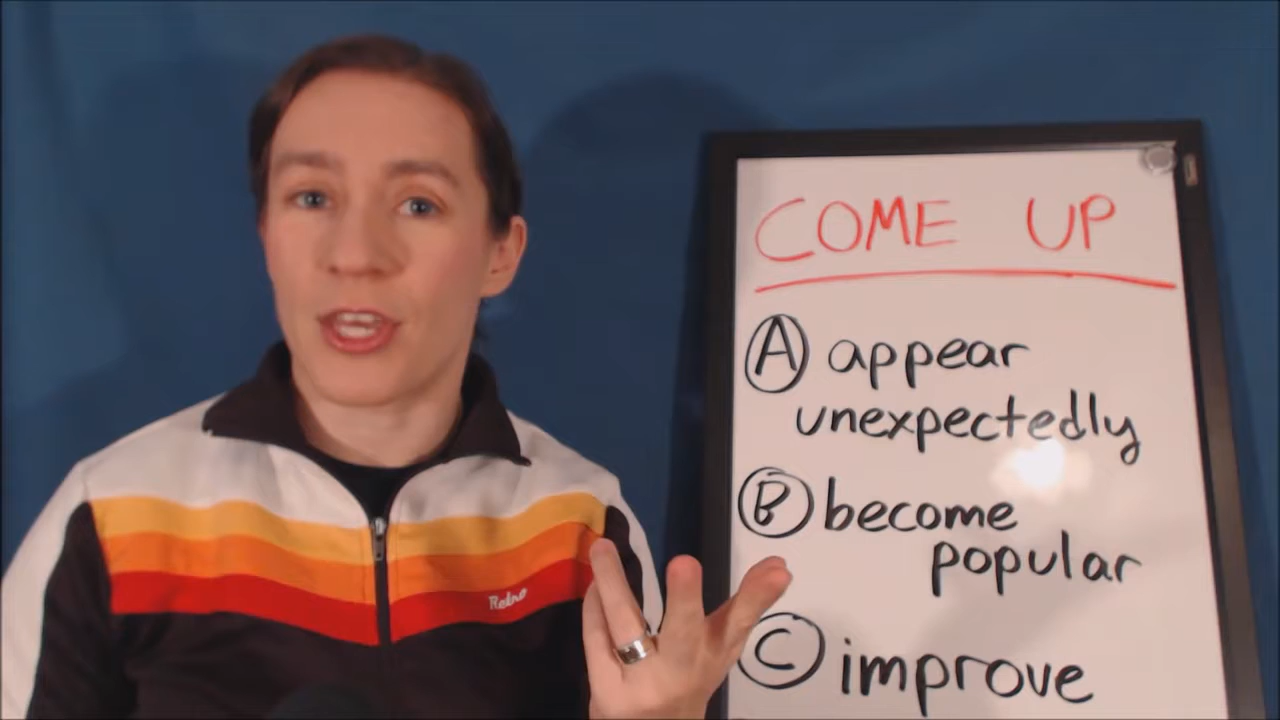 COME UP
A appear
unexpectedly
B become
popular
C improve
Retro